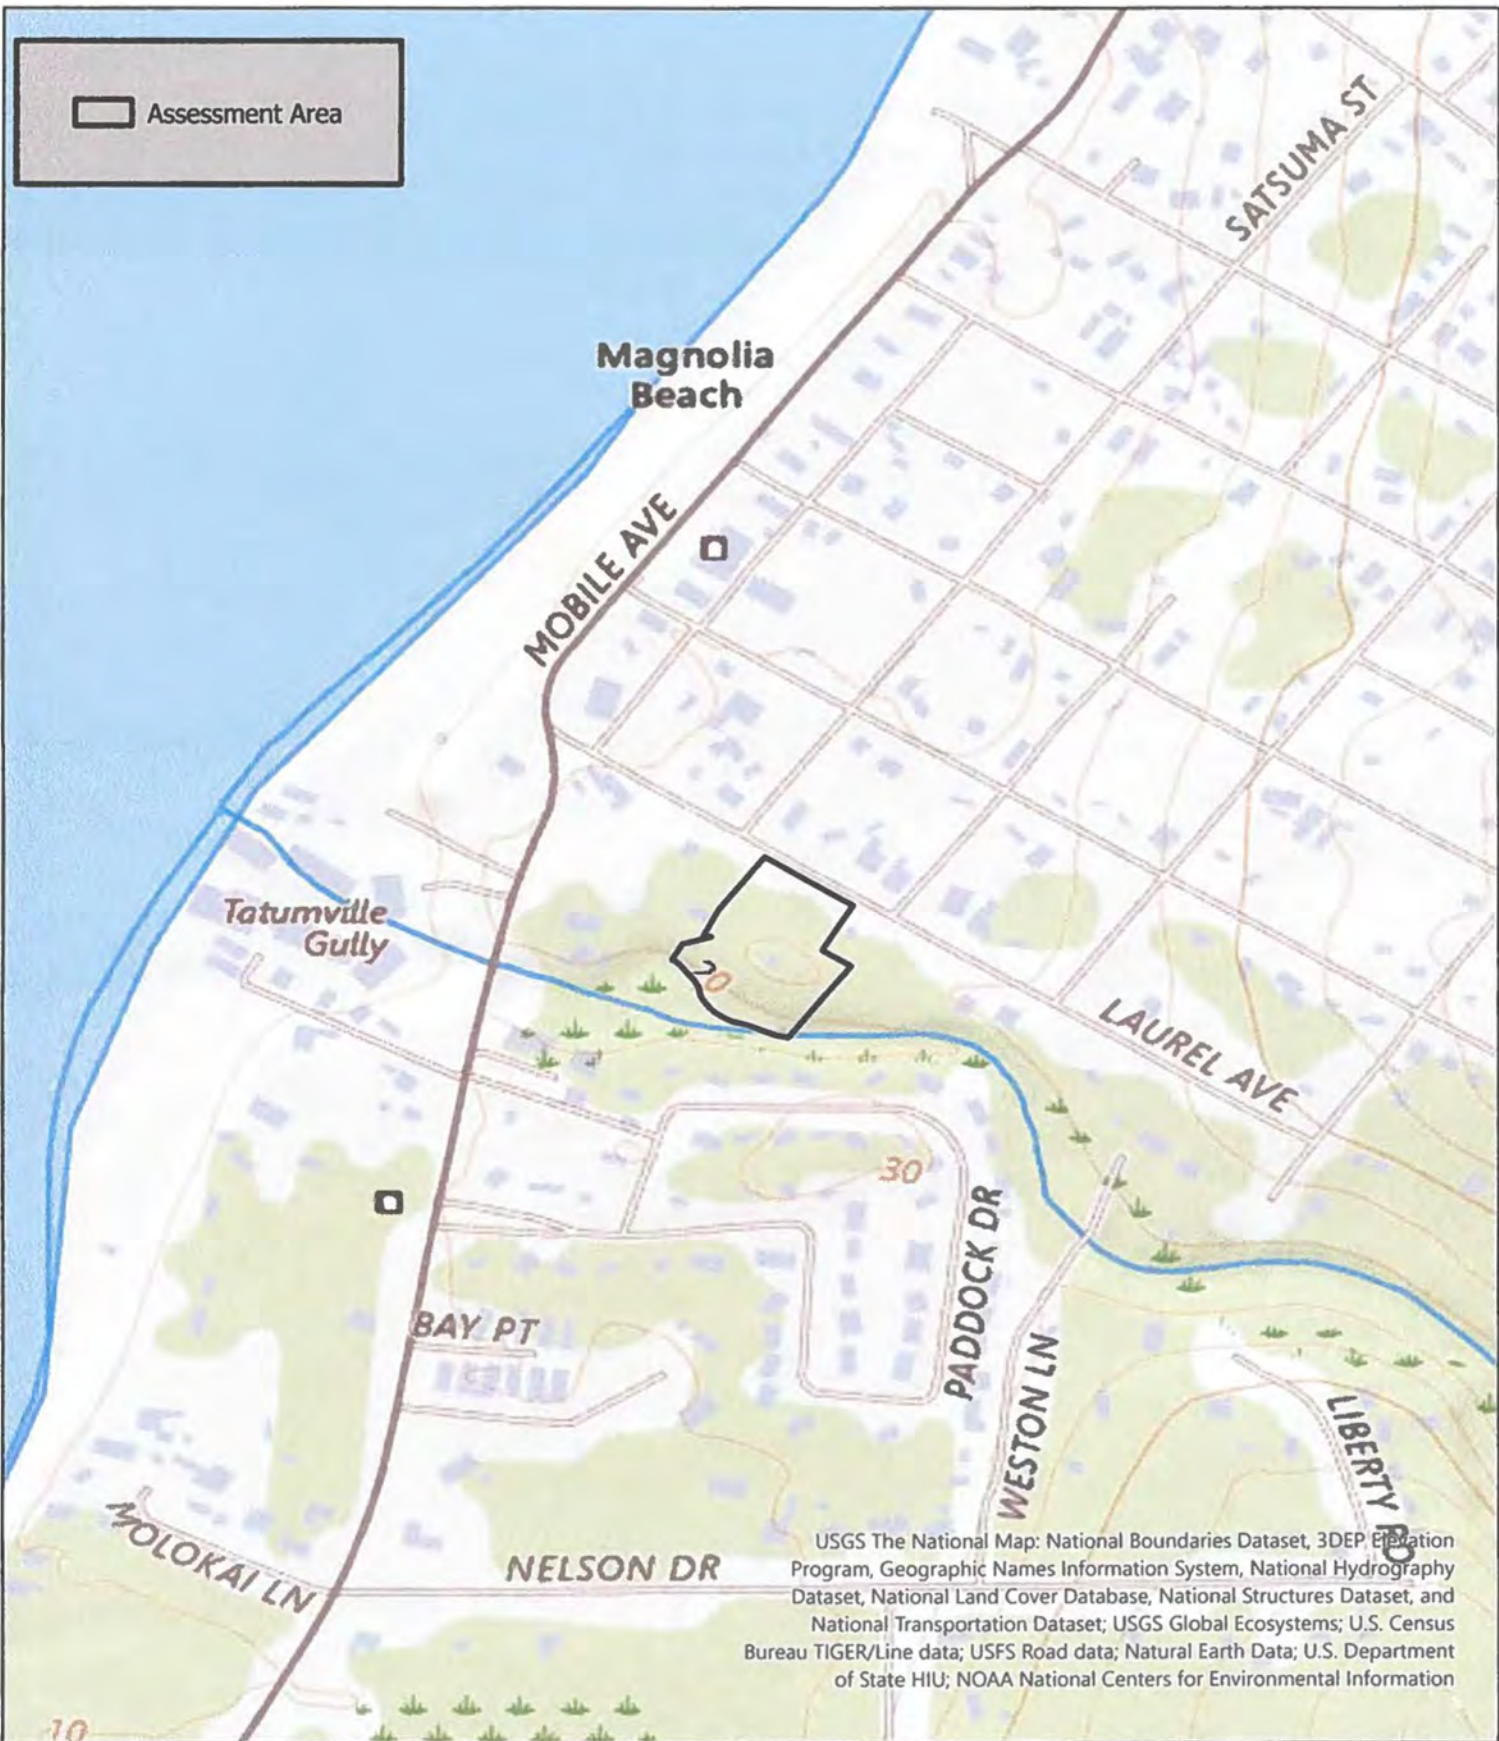 Assessment Area
SATSUMA ST
Magnolia
Beach
MOBILE AVE
Tatumville
Gully
20
LAUREL AVE
30
PADDOCK DR
BAY PT
WESTON LN
LIBERTY RD
MOLOKAI LN
NELSON DR
USGS The National Map: National Boundaries Dataset, 3DEP Elevation
Program, Geographic Names Information System, National Hydrography
Dataset, National Land Cover Database, National Structures Dataset, and
National Transportation Dataset; USGS Global Ecosystems; U.S. Census
Bureau TIGER/Line data; USFS Road data; Natural Earth Data; U.S. Department
of State HIU; NOAA National Centers for Environmental Information
10